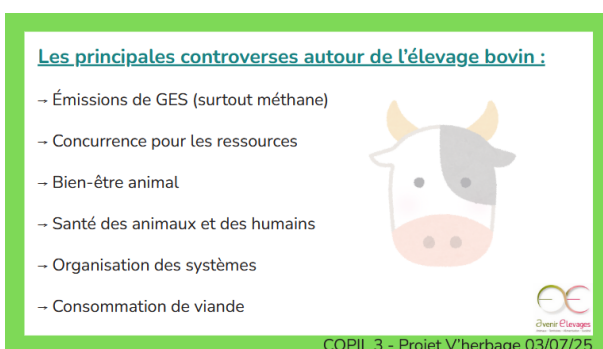 Les principales controverses autour de l'élevage bovin :
→ Émissions de GES (surtout méthane)
→ Concurrence pour les ressources
→ Bien-être animal
→ Santé des animaux et des humains
→ Organisation des systèmes
→ Consommation de viande
avenir Elevages
COPIL 3 - Projet V'herbage 03/07/25